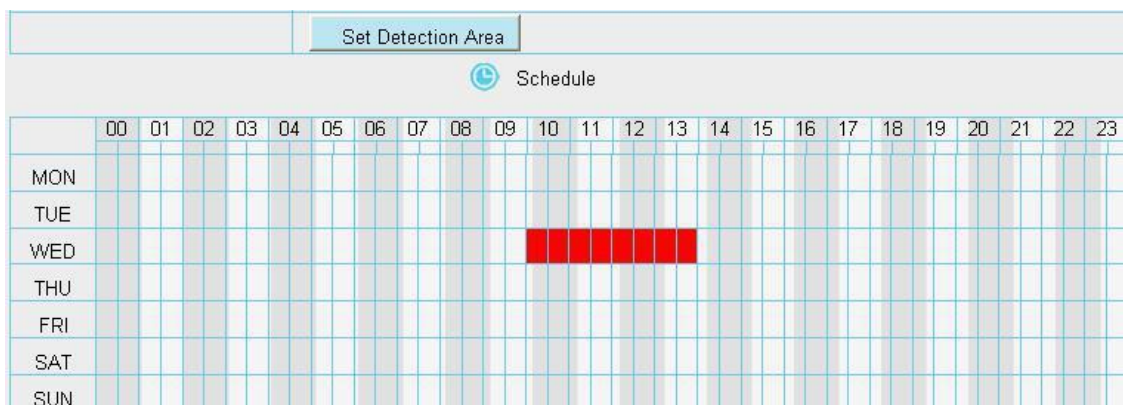 Set Detection Area
Schedule
00 01 02 03 04 05 06 07 08 09 10 11 12 13 14 15 16 17 18 19 20 21 22 23
MON
TUE
WED
THU
FRI
SAT
SUN